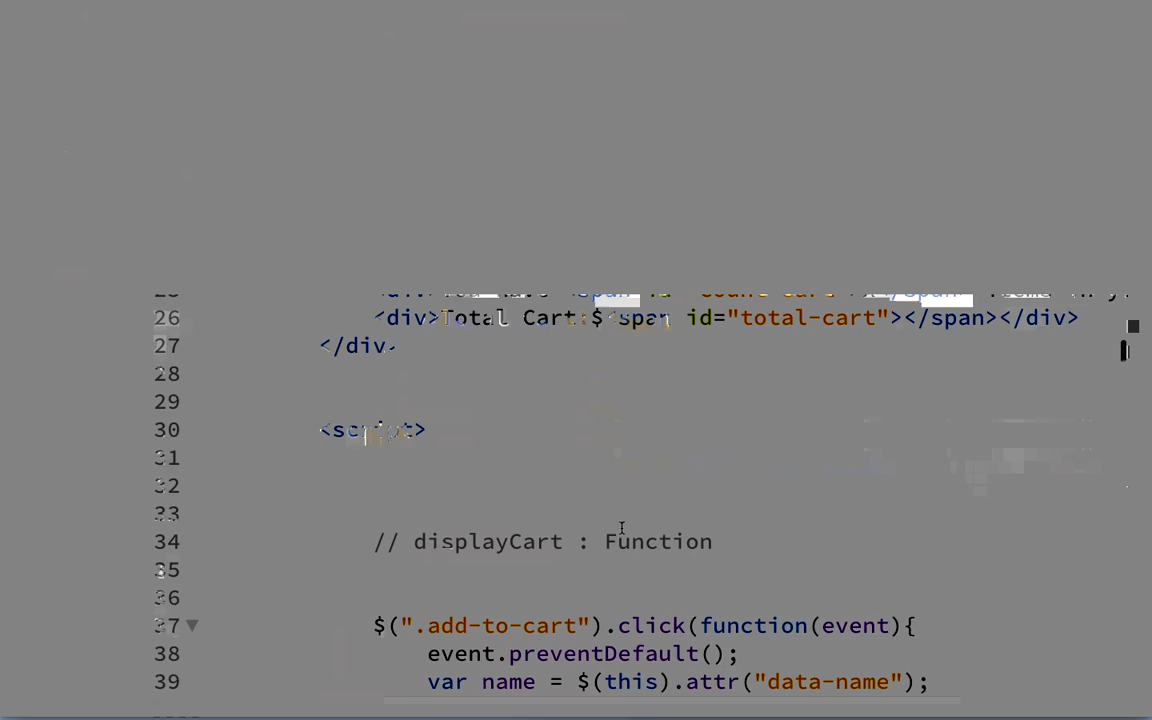 26 <div>Total Cart:$<span id="total-cart"></span></div>
27 </div>
28
29
30 <script>
31
32
33
34 // displayCart : Function
35
36
37 $(".add-to-cart").click(function(event){
38 event.preventDefault();
39 var name = $(this).attr("data-name");